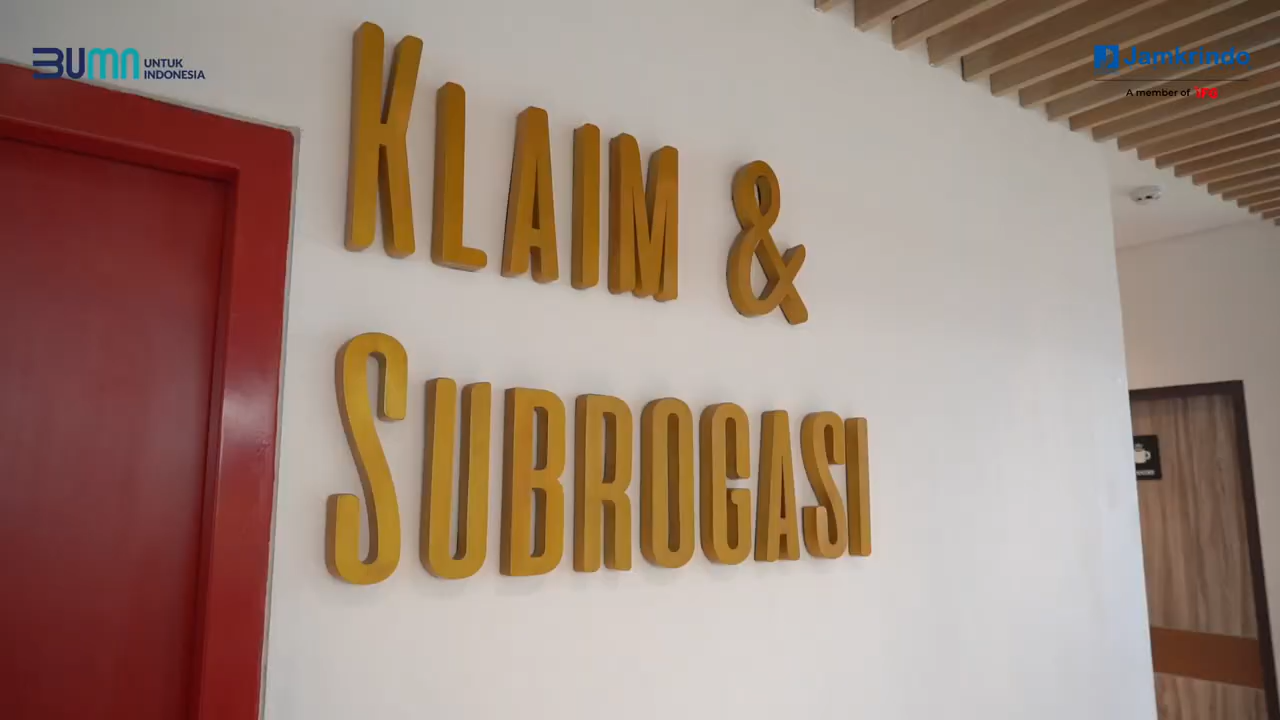 BUMN UNTUK INDONESIA
Jamkrindo
A member of ifg
KLAIM &
SUBROGASI